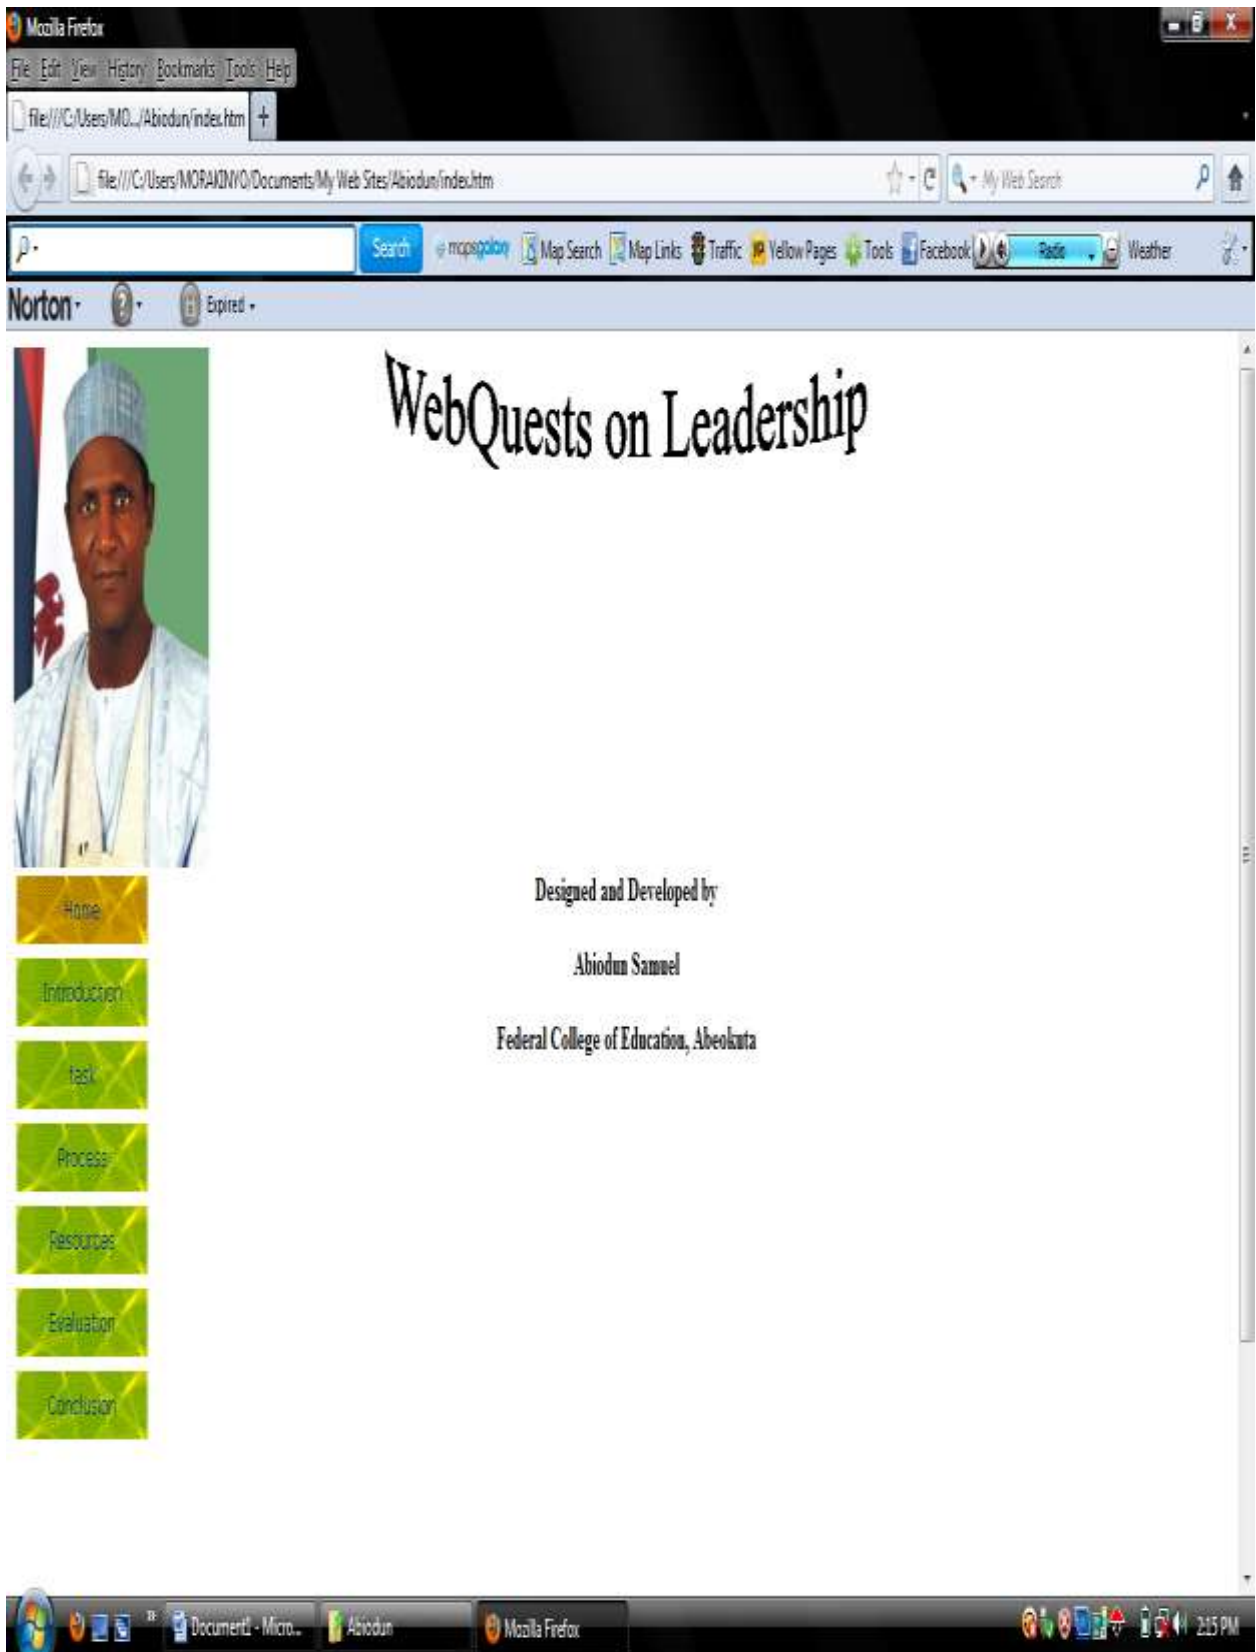 Mozilla Firefox
File Edit View History Bookmarks Tools Help
file:///C:/Users/MO.../Abiodun/index.htm +
file:///C:/Users/MORAKINYO/Documents/My Web Sites/Abiodun/index.htm My Web Search
Search mapsgalaxy Map Search Map Links Traffic Yellow Pages Tools Facebook Radio Weather
Norton Expired
WebQuests on Leadership
Designed and Developed by
Abiodun Samuel
Federal College of Education, Abeokuta
Home
Introduction
task
Process
Resources
Evaluation
Conclusion
Document1 - Micro... Abiodun Mozilla Firefox 2:15 PM